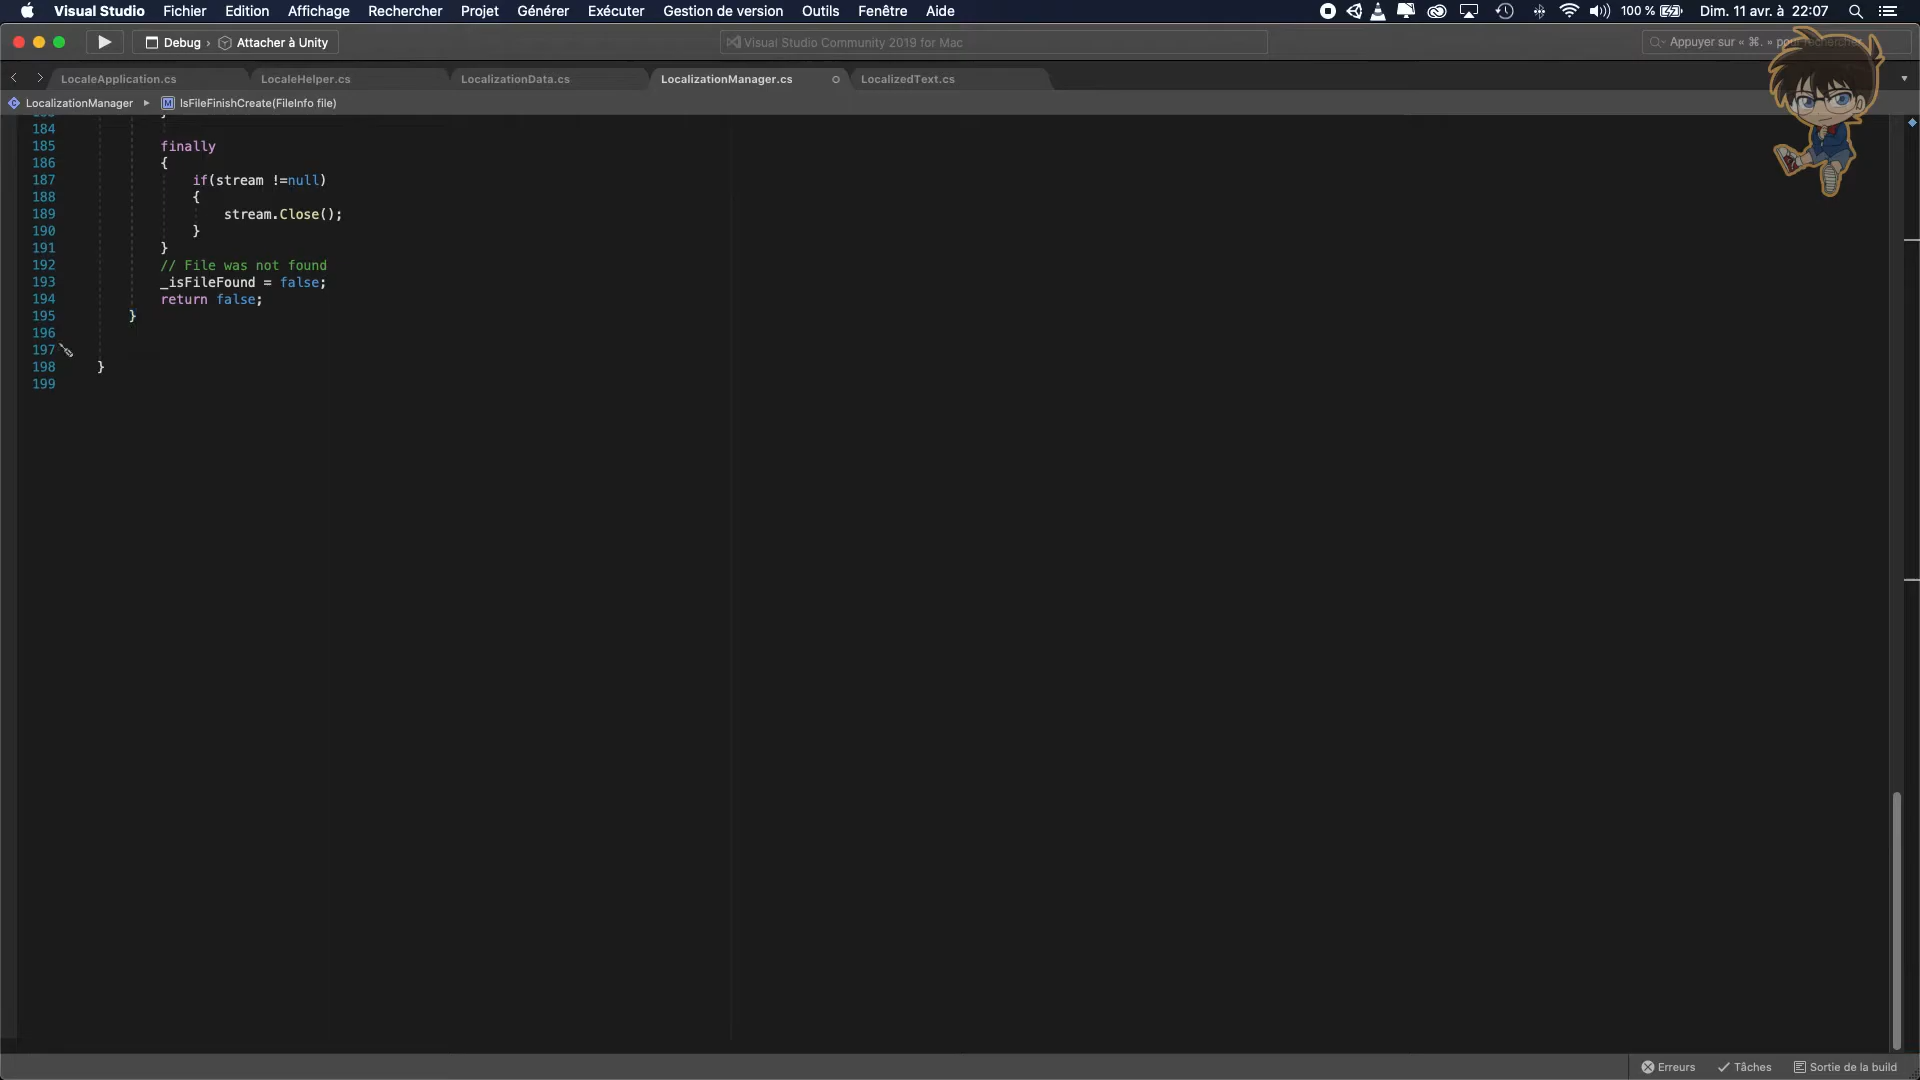 Visual Studio Fichier Edition Affichage Rechercher Projet Générer Exécuter Gestion de version Outils Fenêtre Aide 100 % Dim. 11 avr. à 22:07
Debug › Attacher à Unity Visual Studio Community 2019 for Mac Appuyer sur « ⌘. » pour rechercher
LocaleApplication.cs LocaleHelper.cs LocalizationData.cs LocalizationManager.cs LocalizedText.cs
LocalizationManager ▸ M IsFileFinishCreate(FileInfo file)
184
185 finally
186 {
187 if(stream !=null)
188 {
189 stream.Close();
190 }
191 }
192 // File was not found
193 _isFileFound = false;
194 return false;
195 }
196
197
198 }
199
Erreurs Tâches Sortie de la build